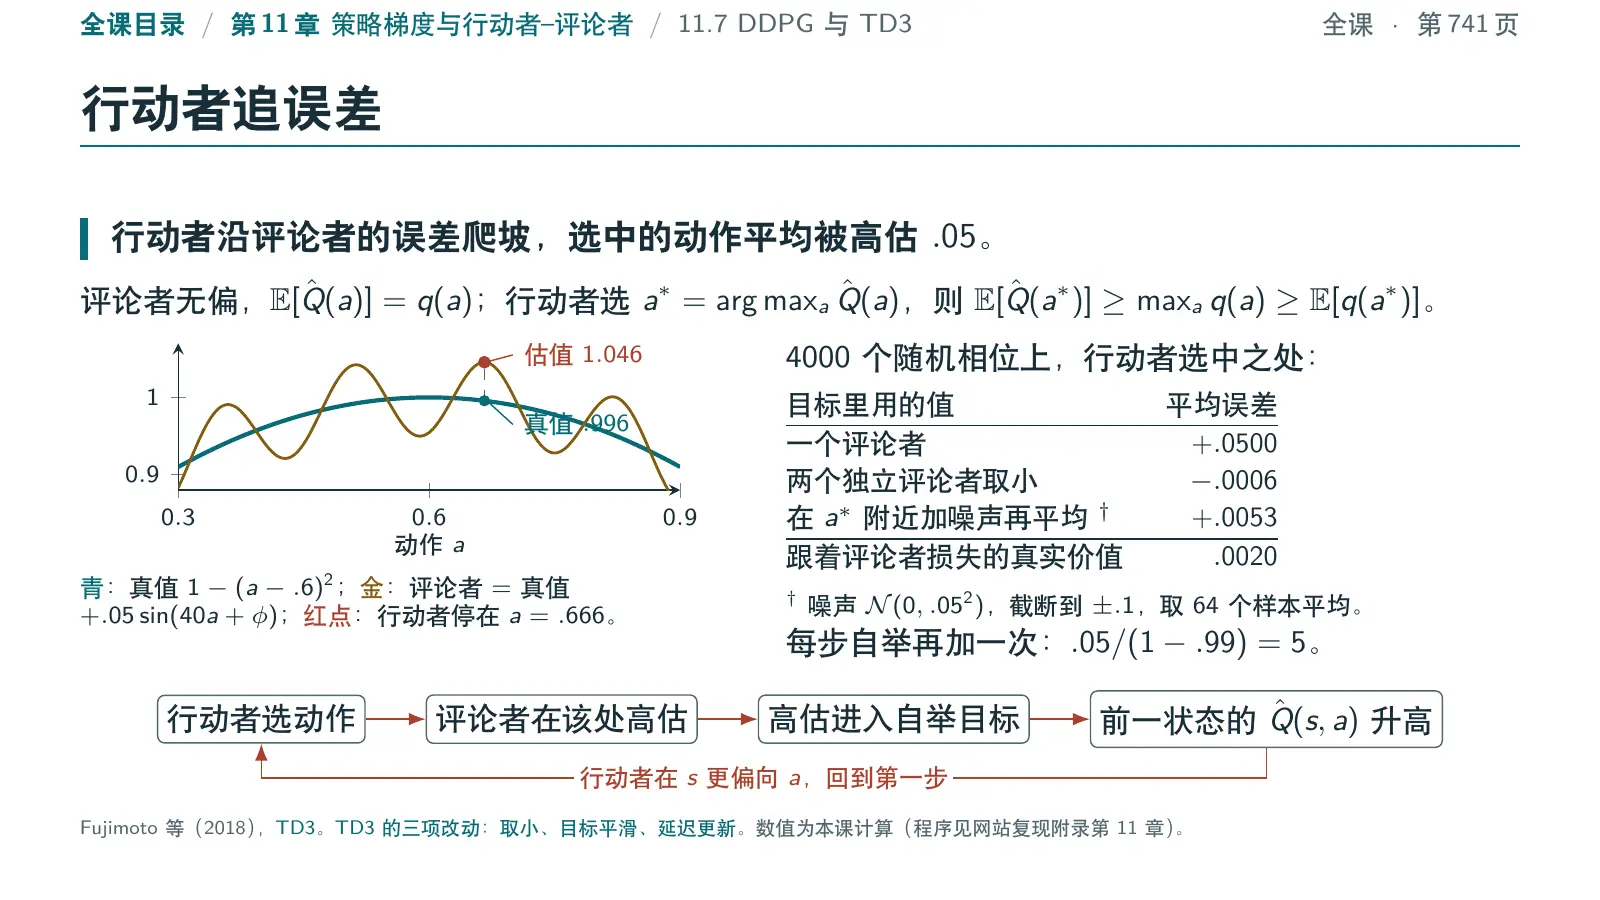 全课目录 / 第 11 章 策略梯度与行动者–评论者 / 11.7 DDPG 与 TD3
全课 · 第 741 页
行动者追误差
行动者沿评论者的误差爬坡，选中的动作平均被高估 .05。
评论者无偏，𝔼[Q̂(a)] = q(a)；行动者选 a* = arg maxₐ Q̂(a)，则 𝔼[Q̂(a*)] ≥ maxₐ q(a) ≥ 𝔼[q(a*)]。
估值 1.046
真值 .996
1
0.9
0.3 0.6 0.9
动作 a
青：真值 1 − (a − .6)²；金：评论者 = 真值
+.05 sin(40a + ϕ)；红点：行动者停在 a = .666。
4000 个随机相位上，行动者选中之处：
目标里用的值 平均误差
一个评论者 +.0500
两个独立评论者取小 −.0006
在 a* 附近加噪声再平均 † +.0053
跟着评论者损失的真实价值 .0020
† 噪声 𝒩(0, .05²)，截断到 ±.1，取 64 个样本平均。
每步自举再加一次：.05/(1 − .99) = 5。
行动者选动作
评论者在该处高估
高估进入自举目标
前一状态的 Q̂(s, a) 升高
行动者在 s 更偏向 a，回到第一步
Fujimoto 等（2018），TD3。TD3 的三项改动：取小、目标平滑、延迟更新。数值为本课计算（程序见网站复现附录第 11 章）。